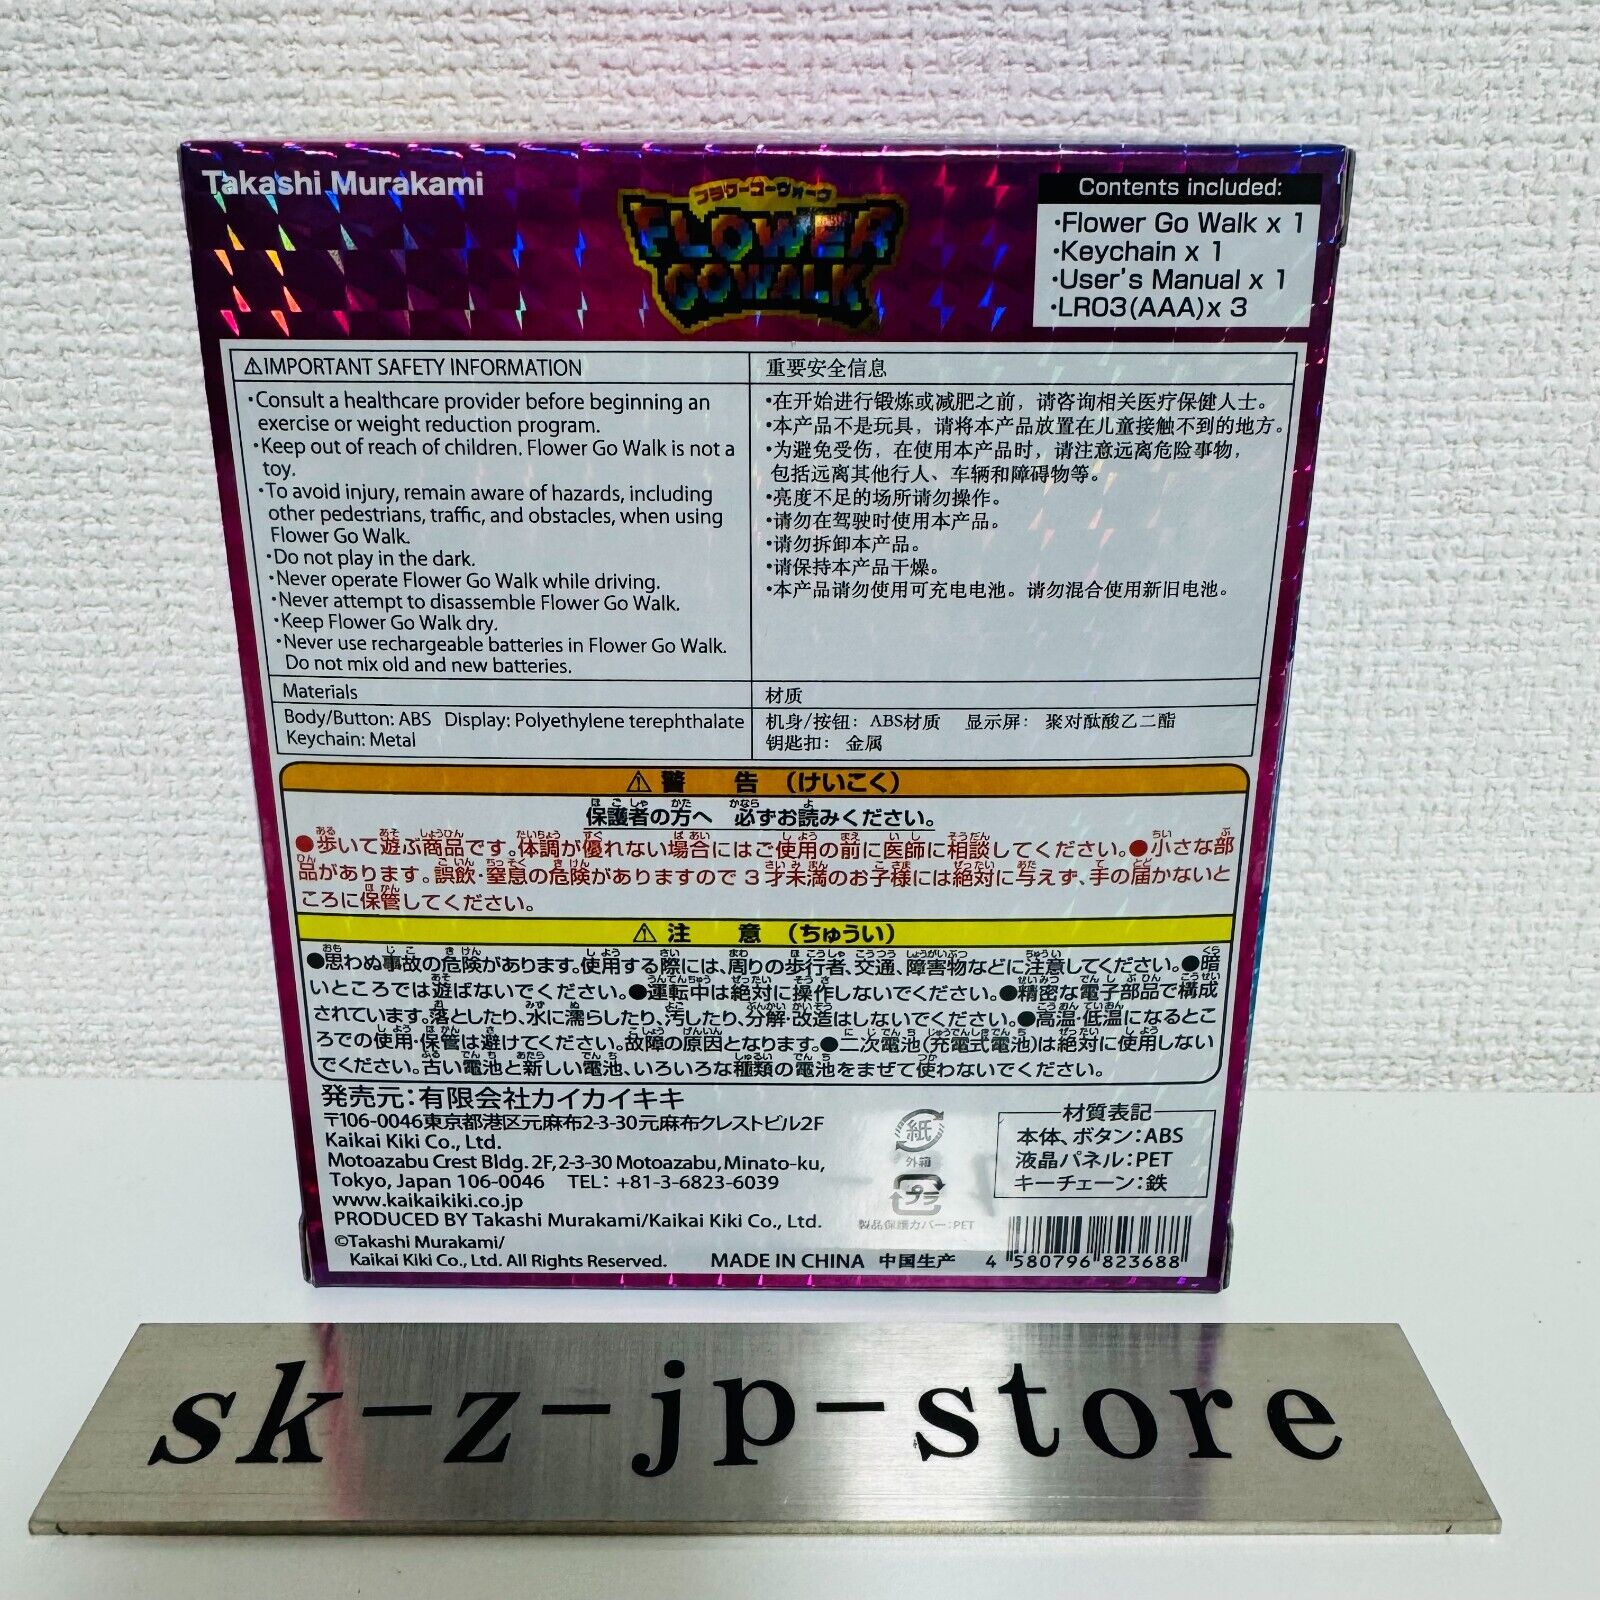 Takashi Murakami
フラワーゴーウォーク
FLOWER
GOWALK
Contents included:
・Flower Go Walk x 1
・Keychain x 1
・User's Manual x 1
・LR03(AAA)x 3
⚠IMPORTANT SAFETY INFORMATION
・Consult a healthcare provider before beginning an
exercise or weight reduction program.
・Keep out of reach of children. Flower Go Walk is not a
toy.
・To avoid injury, remain aware of hazards, including
other pedestrians, traffic, and obstacles, when using
Flower Go Walk.
・Do not play in the dark.
・Never operate Flower Go Walk while driving.
・Never attempt to disassemble Flower Go Walk.
・Keep Flower Go Walk dry.
・Never use rechargeable batteries in Flower Go Walk.
Do not mix old and new batteries.
重要安全信息
•在开始进行锻炼或减肥之前，请咨询相关医疗保健人士。
•本产品不是玩具，请将本产品放置在儿童接触不到的地方。
•为避免受伤，在使用本产品时，请注意远离危险事物，
包括远离其他行人、车辆和障碍物等。
•亮度不足的场所请勿操作。
•请勿在驾驶时使用本产品。
•请勿拆卸本产品。
•请保持本产品干燥。
•本产品请勿使用可充电电池。请勿混合使用新旧电池。
Materials
Body/Button: ABS Display: Polyethylene terephthalate
Keychain: Metal
材质
机身/按钮： ABS材质 显示屏： 聚对酞酸乙二酯
钥匙扣： 金属
⚠警 告 (けいこく)
保護者の方へ 必ずお読みください。
●歩いて遊ぶ商品です。体調が優れない場合にはご使用の前に医師に相談してください。●小さな部
品があります。誤飲・窒息の危険がありますので3才未満のお子様には絶対に与えず、手の届かないと
ころに保管してください。
⚠注 意 (ちゅうい)
●思わぬ事故の危険があります。使用する際には、周りの歩行者、交通、障害物などに注意してください。●暗
いところでは遊ばないでください。●運転中は絶対に操作しないでください。●精密な電子部品で構成
されています。落としたり、水に濡らしたり、汚したり、分解・改造はしないでください。●高温・低温になるとこ
ろでの使用・保管は避けてください。故障の原因となります。●二次電池(充電式電池)は絶対に使用しない
でください。古い電池と新しい電池、いろいろな種類の電池をまぜて使わないでください。
発売元：有限会社カイカイキキ
〒106-0046東京都港区元麻布2-3-30元麻布クレストビル2F
Kaikai Kiki Co., Ltd.
Motoazabu Crest Bldg. 2F, 2-3-30 Motoazabu, Minato-ku,
Tokyo, Japan 106-0046 TEL: +81-3-6823-6039
www.kaikaikiki.co.jp
PRODUCED BY Takashi Murakami/Kaikai Kiki Co., Ltd.
©Takashi Murakami/
Kaikai Kiki Co., Ltd. All Rights Reserved.
MADE IN CHINA 中国生产
紙
外箱
プラ
製品保護カバー：PET
材質表記
本体、ボタン：ABS
液晶パネル：PET
キーチェーン：鉄
4 580796 823688
sk-z-jp-store